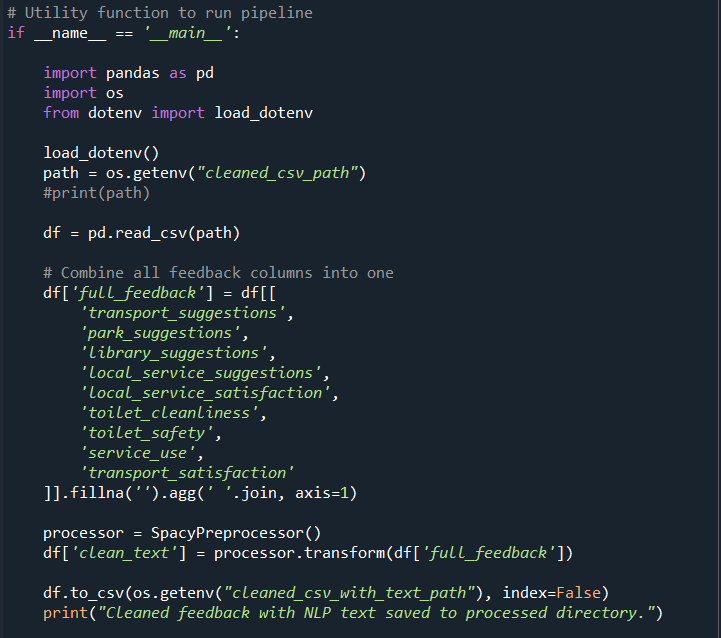 # Utility function to run pipeline
if __name__ == '__main__':
import pandas as pd
import os
from dotenv import load_dotenv
load_dotenv()
path = os.getenv("cleaned_csv_path")
#print(path)
df = pd.read_csv(path)
# Combine all feedback columns into one
df['full_feedback'] = df[[
'transport_suggestions',
'park_suggestions',
'library_suggestions',
'local_service_suggestions',
'local_service_satisfaction',
'toilet_cleanliness',
'toilet_safety',
'service_use',
'transport_satisfaction'
]].fillna('').agg(' '.join, axis=1)
processor = SpacyPreprocessor()
df['clean_text'] = processor.transform(df['full_feedback'])
df.to_csv(os.getenv("cleaned_csv_with_text_path"), index=False)
print("Cleaned feedback with NLP text saved to processed directory.")